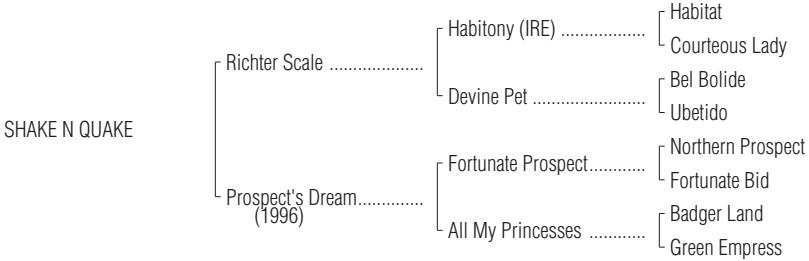 Habitat
Habitony (IRE) ...................
Courteous Lady
Richter Scale .....................
Bel Bolide
Devine Pet .........................
Ubetido
SHAKE N QUAKE
Northern Prospect
Fortunate Prospect.............
Fortunate Bid
Prospect's Dream..............
(1996)
Badger Land
All My Princesses .............
Green Empress